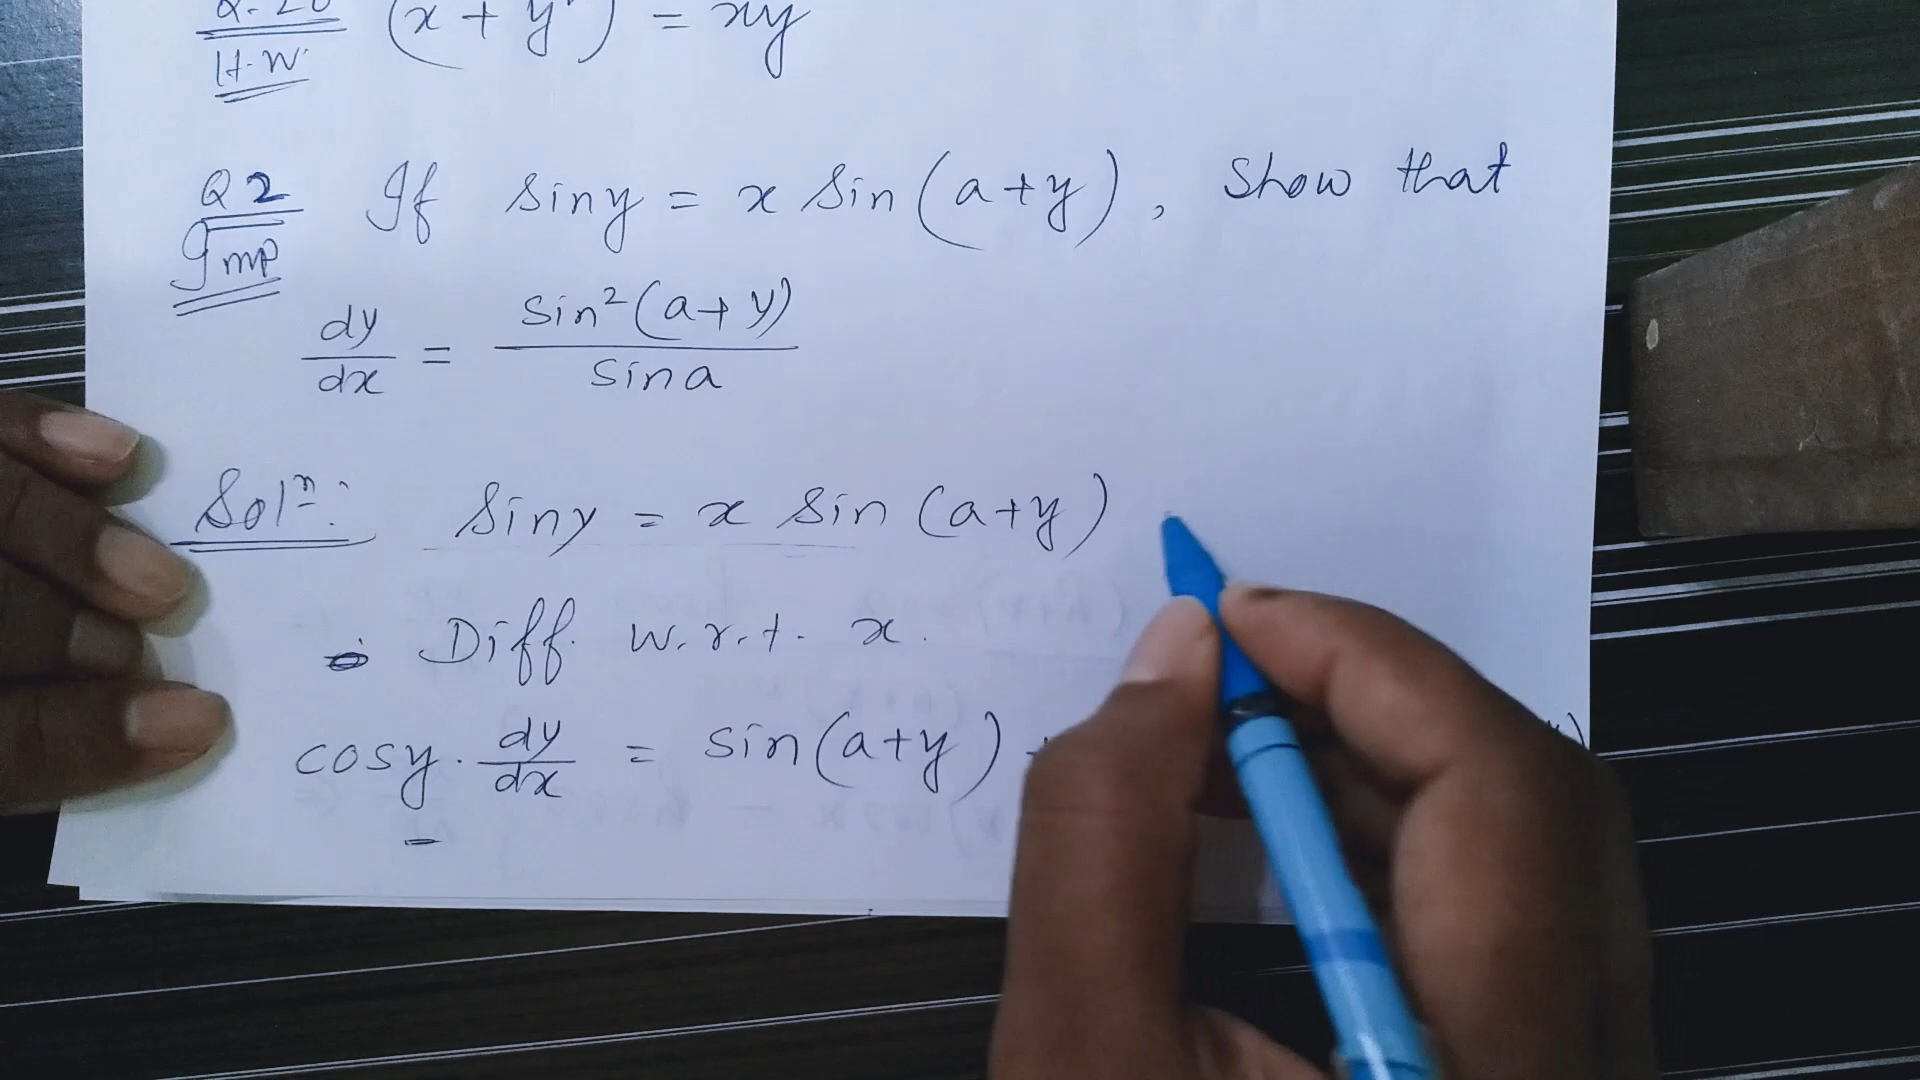 (x + y) = xy
H.W
Q2 If siny = x sin(a+y), show that
Imp
dy/dx = sin²(a+y)/sina
Solⁿ: siny = x sin(a+y)
Diff. w.r.t. x.
cosy · dy/dx = sin(a+y)